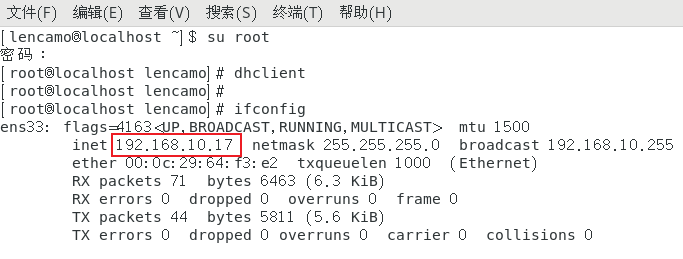 文件(F) 编辑(E) 查看(V) 搜索(S) 终端(T) 帮助(H)
[lencamo@localhost ~]$ su root
密码：
[root@localhost lencamo]# dhclient
[root@localhost lencamo]#
[root@localhost lencamo]# ifconfig
ens33: flags=4163<UP,BROADCAST,RUNNING,MULTICAST>  mtu 1500
        inet 192.168.10.17  netmask 255.255.255.0  broadcast 192.168.10.255
        ether 00:0c:29:64:f3:e2  txqueuelen 1000  (Ethernet)
        RX packets 71  bytes 6463 (6.3 KiB)
        RX errors 0  dropped 0  overruns 0  frame 0
        TX packets 44  bytes 5811 (5.6 KiB)
        TX errors 0  dropped 0 overruns 0  carrier 0  collisions 0